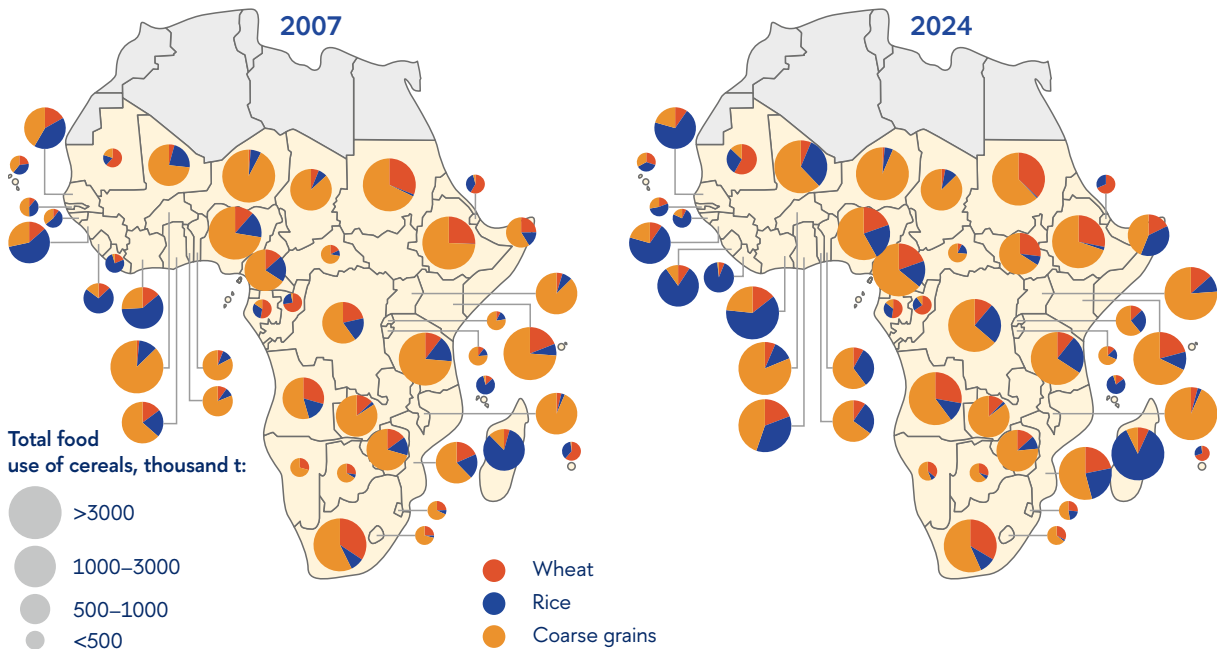 2007
2024
Total food
use of cereals, thousand t:
>3000
1000–3000
500–1000
<500
Wheat
Rice
Coarse grains